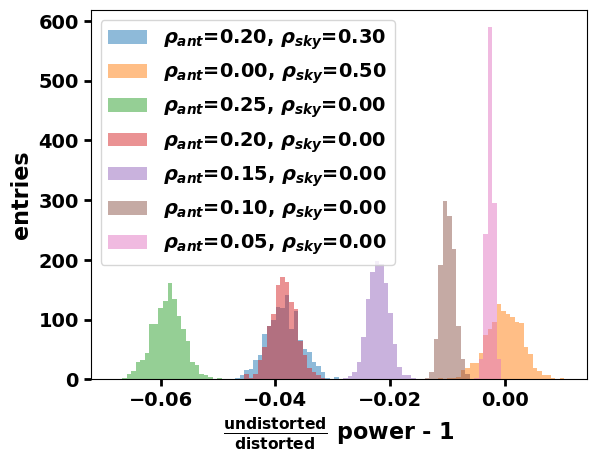 600
500
400
300
200
100
0
entries
ρant=0.20, ρsky=0.30
ρant=0.00, ρsky=0.50
ρant=0.25, ρsky=0.00
ρant=0.20, ρsky=0.00
ρant=0.15, ρsky=0.00
ρant=0.10, ρsky=0.00
ρant=0.05, ρsky=0.00
−0.06 −0.04 −0.02 0.00
undistorted
distorted power - 1